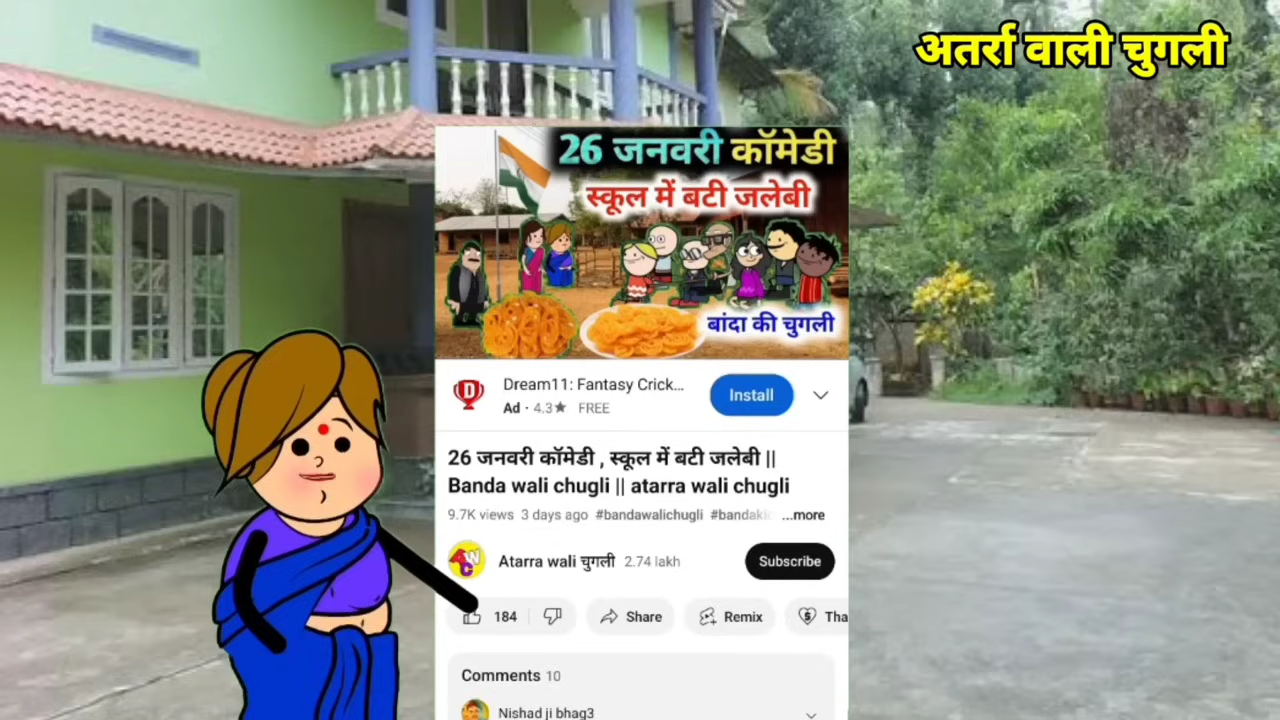 अतर्रा वाली चुगली
26 जनवरी कॉमेडी
स्कूल में बटी जलेबी
बांदा की चुगली
Dream11: Fantasy Crick...
Ad · 4.3★ FREE
Install
26 जनवरी कॉमेडी , स्कूल में बटी जलेबी ||
Banda wali chugli || atarra wali chugli
9.7K views 3 days ago #bandawalichugli ...more
Atarra wali चुगली 2.74 lakh
Subscribe
184 Share Remix Tha
Comments 10
Nishad ji bhag3